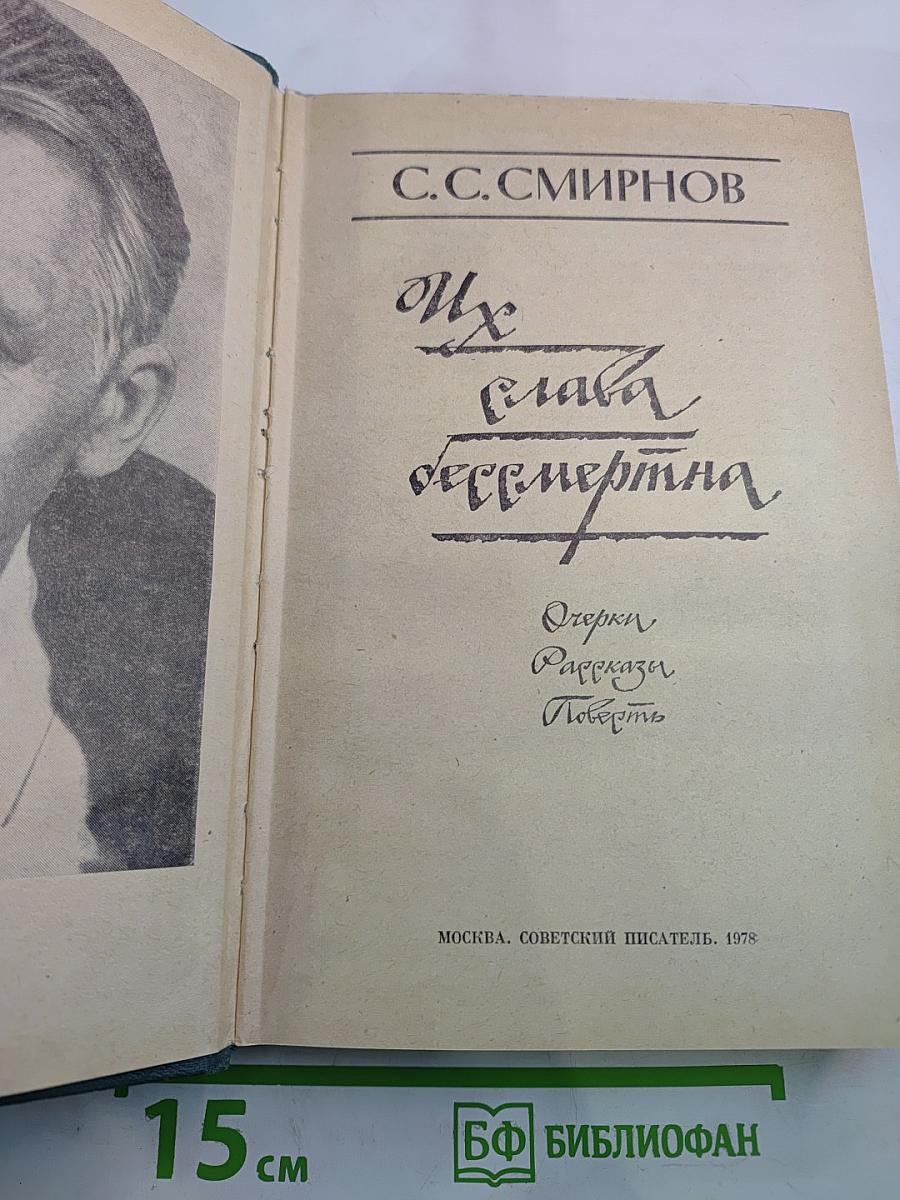 С. С. СМИРНОВ
Их
слава
бессмертна
Очерки
Рассказы
Повесть
МОСКВА. СОВЕТСКИЙ ПИСАТЕЛЬ. 1978
15 см
БФ БИБЛИОФАН